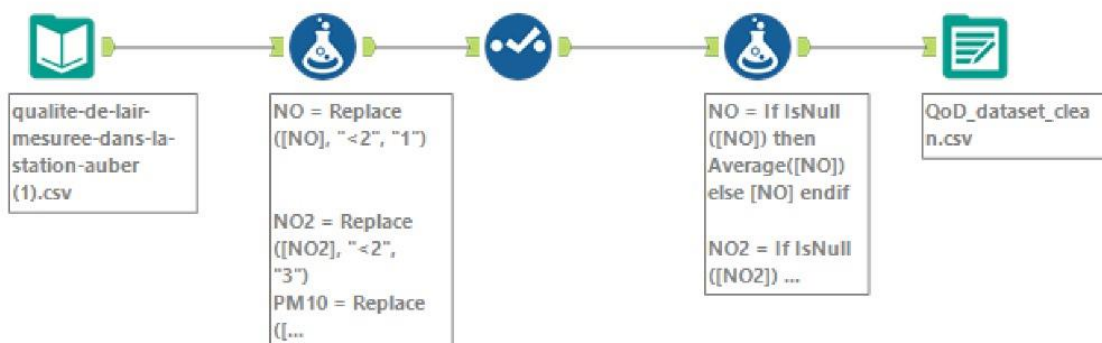 qualite-de-lair-
mesuree-dans-la-
station-auber
(1).csv
NO = Replace
([NO], "<2", "1")
NO2 = Replace
([NO2], "<2",
"3")
PM10 = Replace
([...
NO = If IsNull
([NO]) then
Average([NO])
else [NO] endif
NO2 = If IsNull
([NO2]) ...
QoD_dataset_clea
n.csv